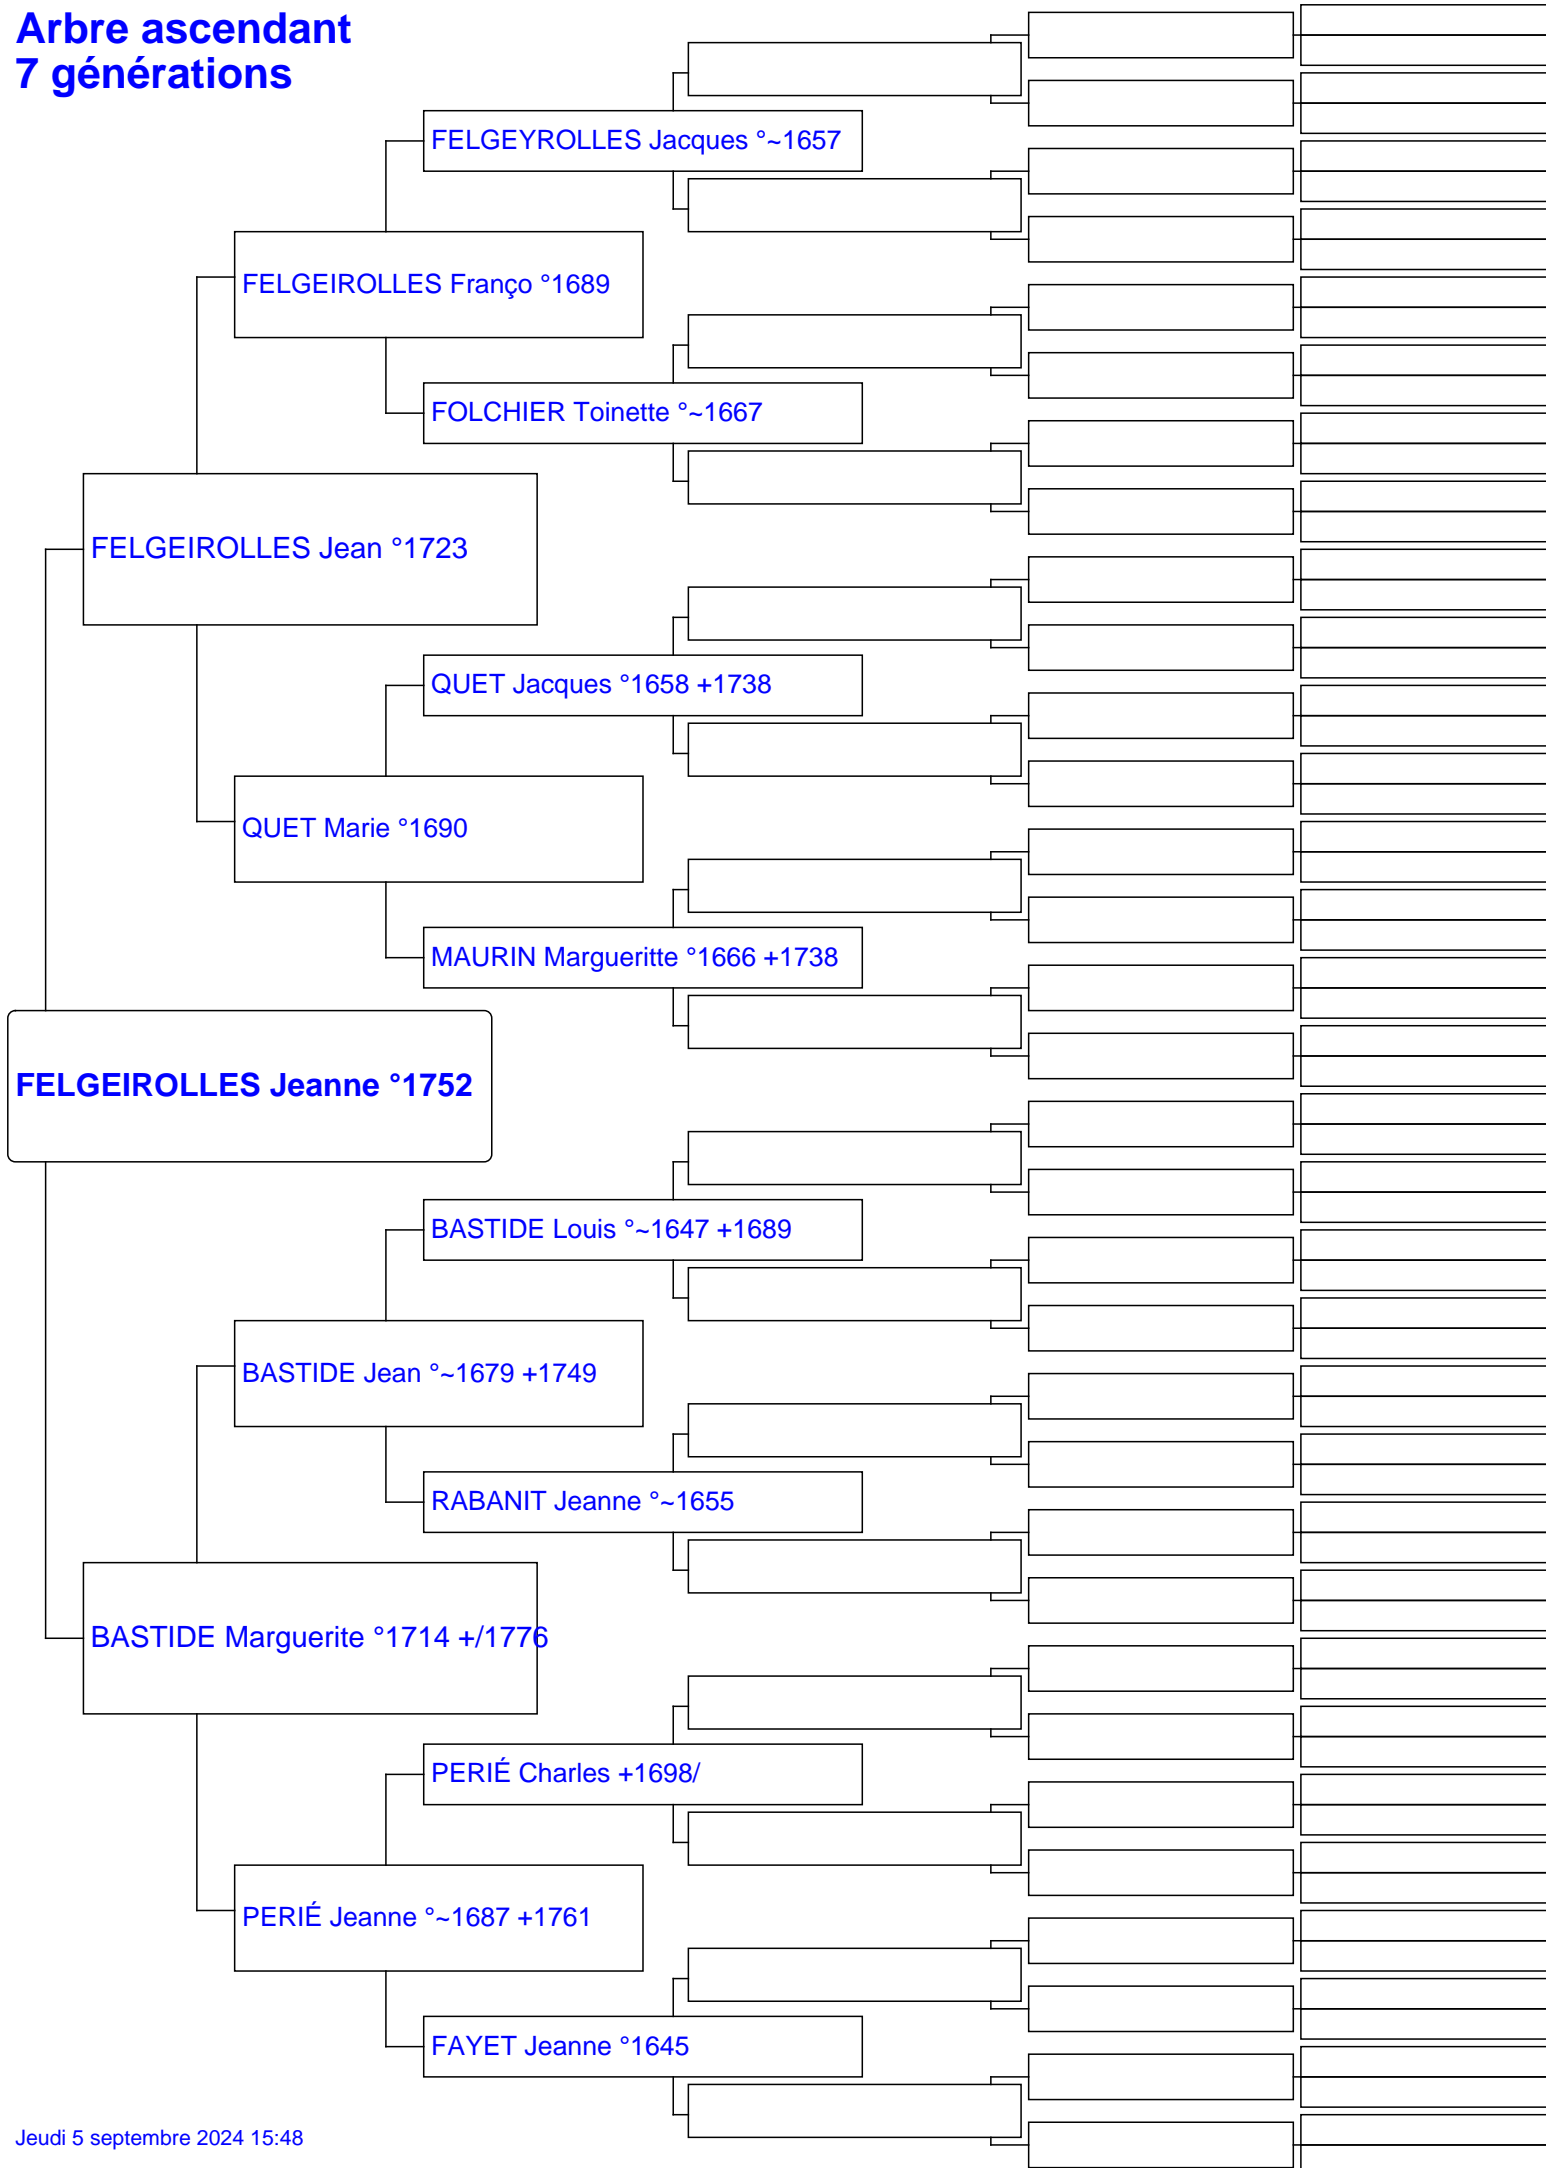 Arbre ascendant
7 générations
FELGEYROLLES Jacques °~1657
FELGEIROLLES Franço °1689
FOLCHIER Toinette °~1667
FELGEIROLLES Jean °1723
QUET Jacques °1658 +1738
QUET Marie °1690
MAURIN Margueritte °1666 +1738
FELGEIROLLES Jeanne °1752
BASTIDE Louis °~1647 +1689
BASTIDE Jean °~1679 +1749
RABANIT Jeanne °~1655
BASTIDE Marguerite °1714 +/1776
PERIÉ Charles +1698/
PERIÉ Jeanne °~1687 +1761
FAYET Jeanne °1645
Jeudi 5 septembre 2024 15:48